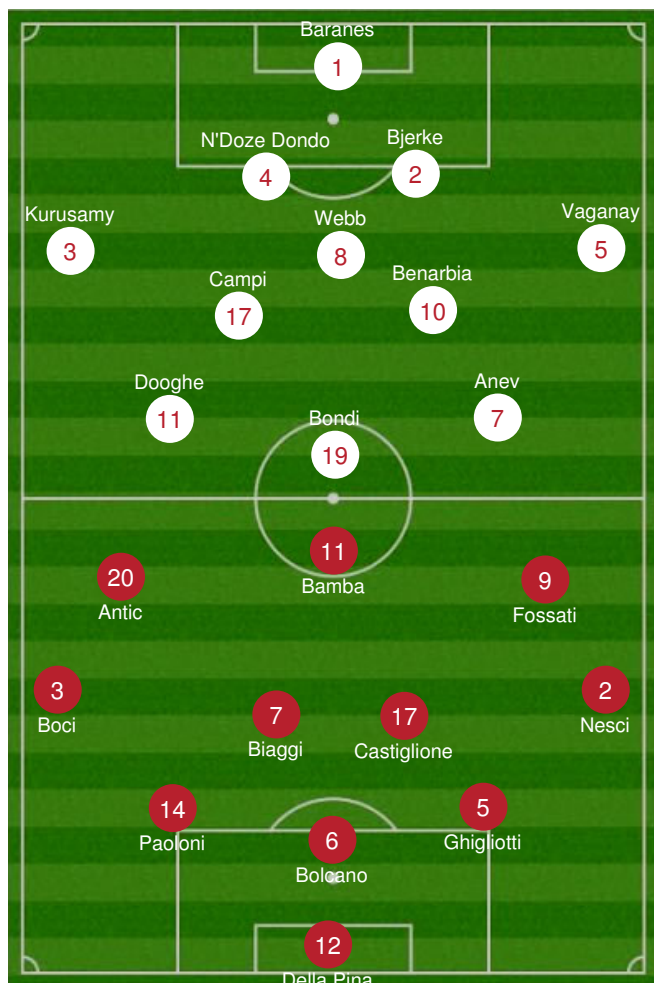 Baranes
1
N'Doze Dondo
Bjerke
4
2
Kurusamy
Webb
Vaganay
3
8
5
Campi
Benarbia
17
10
Dooghe
Anev
11
7
Bondi
19
11
Bamba
20
Antic
9
Fossati
3
Boci
7
Biaggi
17
Castiglione
2
Nesci
14
Paoloni
5
Ghigliotti
6
Bolcano
12
Della Pina